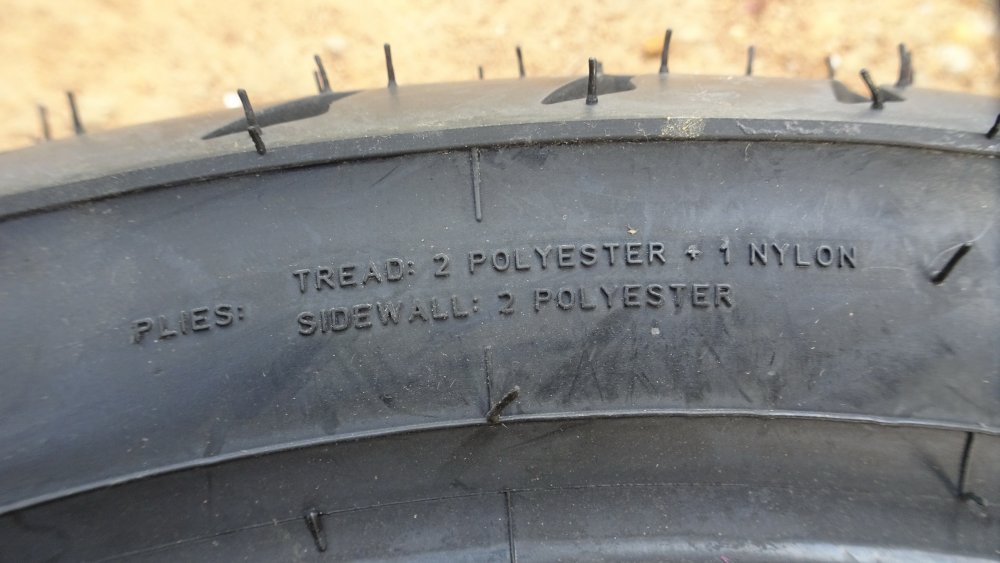 PLIES:
TREAD: 2 POLYESTER + 1 NYLON
SIDEWALL: 2 POLYESTER